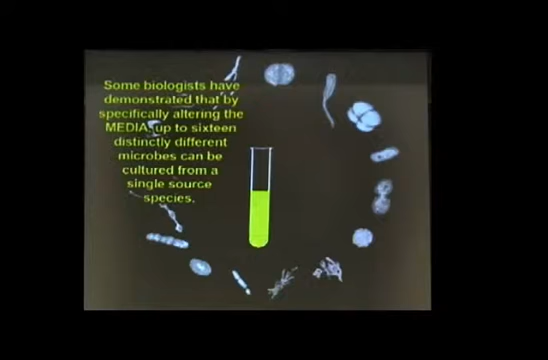 Some biologists have
demonstrated that by
specifically altering the
MEDIA, up to sixteen
distinctly different
microbes can be
cultured from a
single source
species.